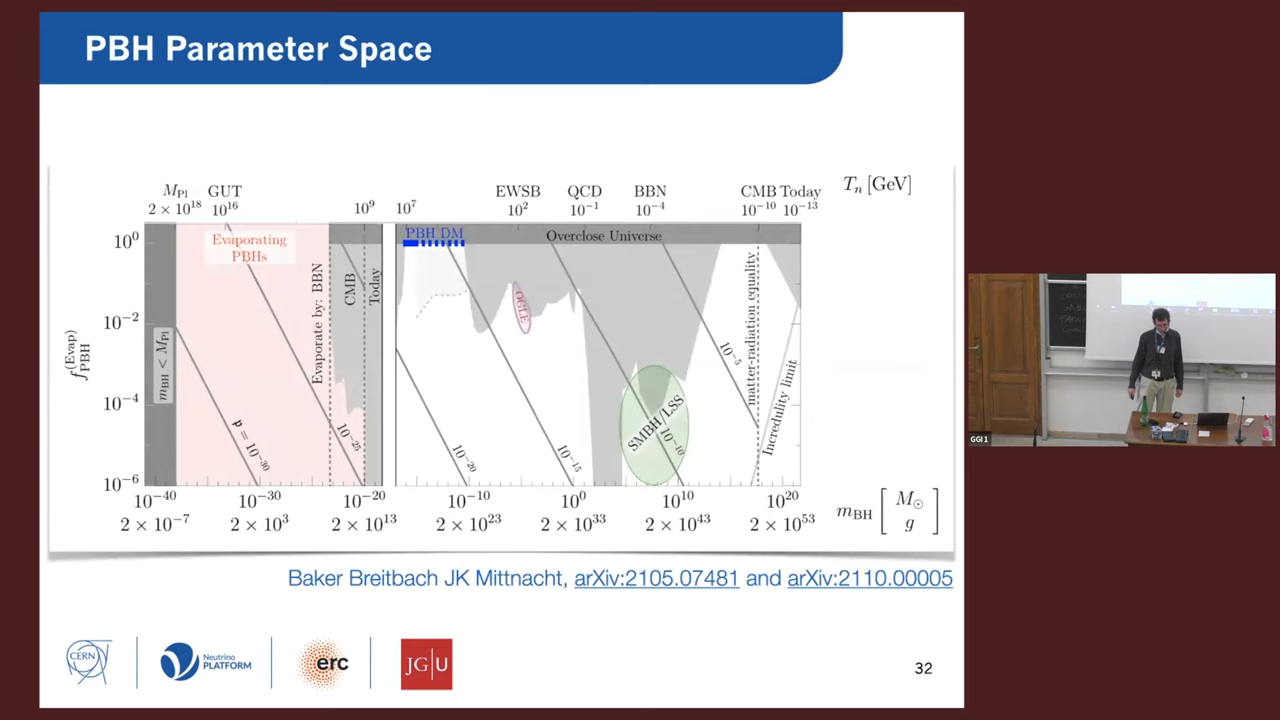 PBH Parameter Space
M_Pl GUT EWSB QCD BBN CMB Today T_n [GeV]
2 × 10^18 10^16 10^9 10^7 10^2 10^-1 10^-4 10^-10 10^-13
Evaporating
PBHs
PBH DM
Overclose Universe
OGLE
SMBH/LSS
m_BH < M_Pl
Evaporate by: BBN
CMB
Today
matter-radiation equality
Incredulity limit
p = 10^-30
10^-25
10^-20
10^-15
10^-10
10^-5
f_PBH^(Evap)
10^0
10^-2
10^-4
10^-6
10^-40 10^-30 10^-20 10^-10 10^0 10^10 10^20
2 × 10^-7 2 × 10^3 2 × 10^13 2 × 10^23 2 × 10^33 2 × 10^43 2 × 10^53
m_BH [M_☉
g]
Baker Breitbach JK Mittnacht, arXiv:2105.07481 and arXiv:2110.00005
CERN
Neutrino
PLATFORM
erc
JG|U
32
GGI 1